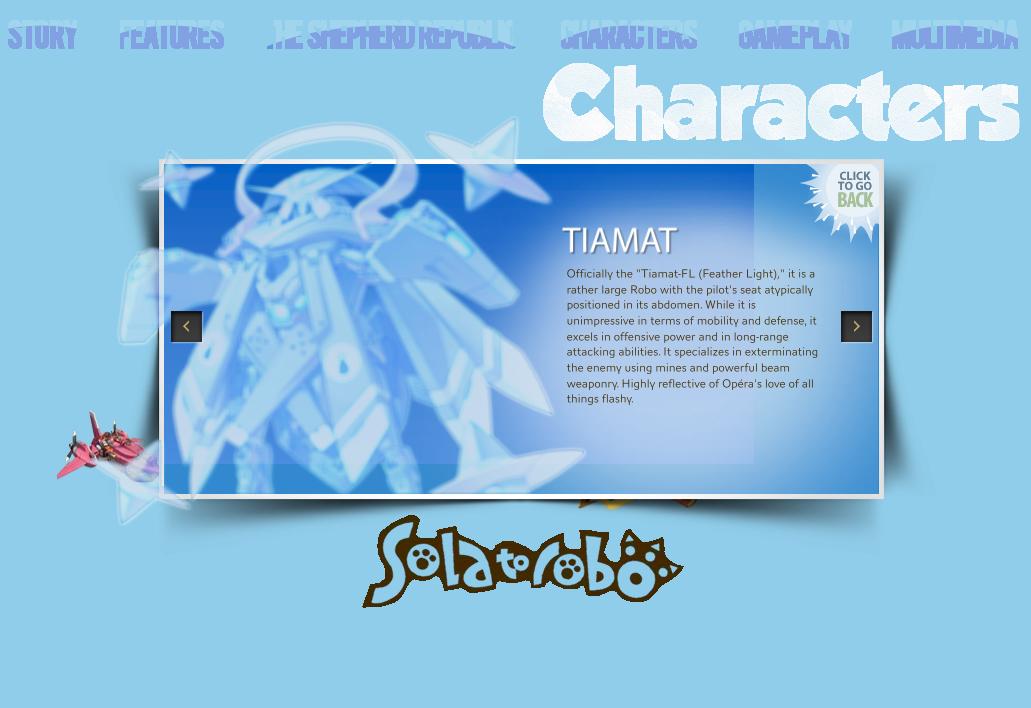 STORY FEATURES THE SHEPHERD REPUBLIC CHARACTERS GAMEPLAY MULTIMEDIA
Characters
CLICK
TO GO
BACK
TIAMAT
Officially the "Tiamat-FL (Feather Light)," it is a
rather large Robo with the pilot's seat atypically
positioned in its abdomen. While it is
unimpressive in terms of mobility and defense, it
excels in offensive power and in long-range
attacking abilities. It specializes in exterminating
the enemy using mines and powerful beam
weaponry. Highly reflective of Opéra's love of all
things flashy.
Solatorobo